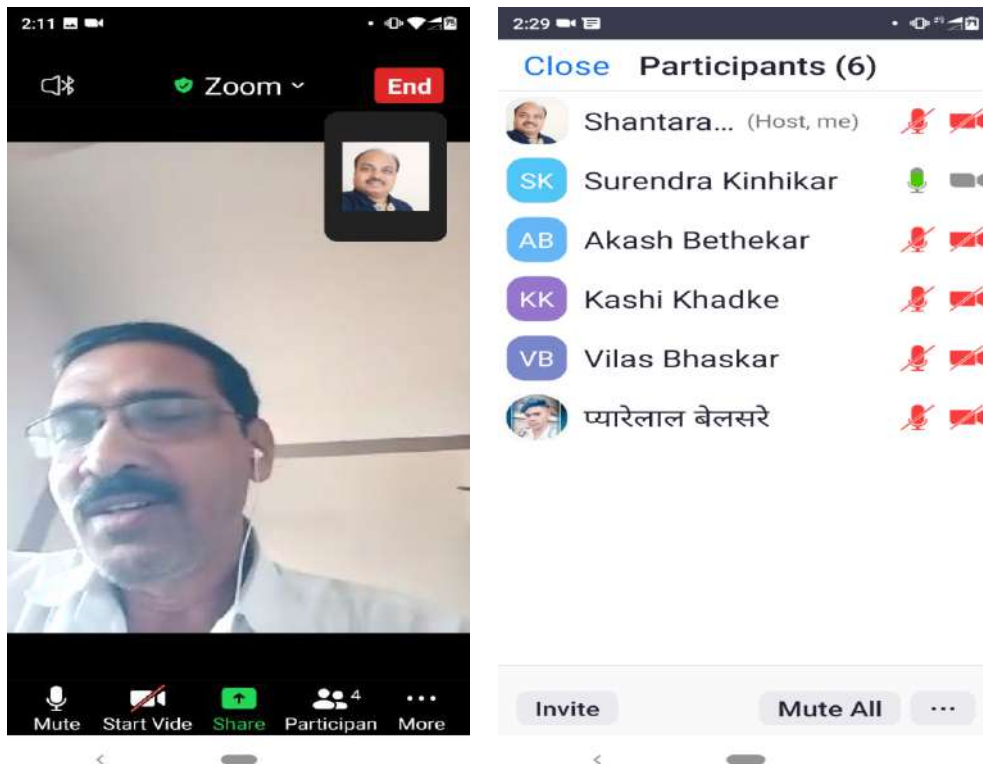 2:11
Zoom
End
4
Mute
Start Vide
Share
Participan
More
2:29
Close
Participants (6)
Shantara... (Host, me)
SK
Surendra Kinhikar
AB
Akash Bethekar
KK
Kashi Khadke
VB
Vilas Bhaskar
प्यारेलाल बेलसरे
Invite
Mute All
...